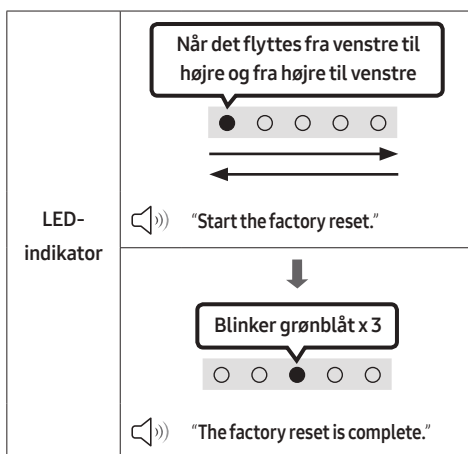 Når det flyttes fra venstre til
højre og fra højre til venstre
LED-
indikator
“Start the factory reset.”
Blinker grønblåt x 3
“The factory reset is complete.”